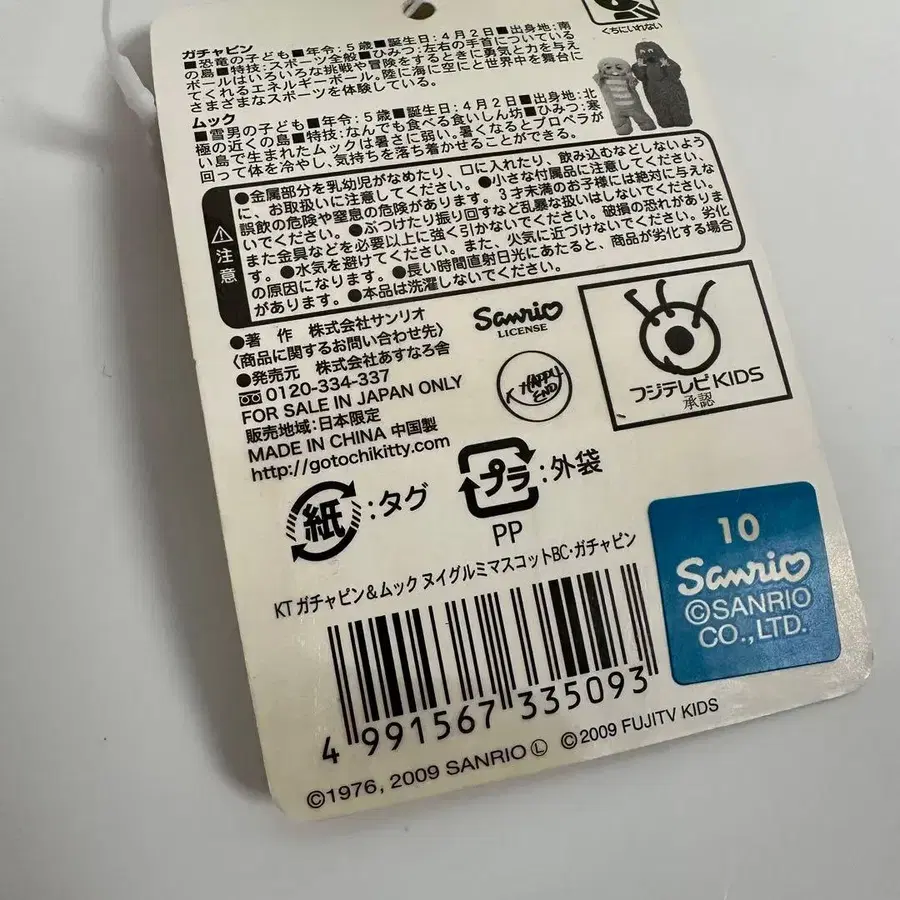 くちにいれない
ガチャピン
■恐竜の子ども■年令:5歳■誕生日:4月2日■出身地:南
の島■特技:スポーツ全般■ひみつ:左右の手首についている
ボールはいろいろな挑戦や冒険をするときに勇気と力を与え
てくれるエネルギーボール。陸に海に空にと世界中を舞台に
さまざまなスポーツを体験している。
ムック
■雪男の子ども■年令:5歳■誕生日:4月2日■出身地:北
極の近くの島■特技:なんでも食べる食いしん坊■ひみつ:寒
い島で生まれたムックは暑さに弱い。暑くなるとプロペラが
回って体を冷やし、気持ちを落ち着かせることができる。
注意
●金属部分を乳幼児がなめたり、口に入れたり、飲み込むなどしないよう
に、お取扱いに注意してください。●小さな付属品に注意してください、
誤飲の危険や窒息の危険があります。3才未満のお子様には絶対に与えな
いでください。●ぶつけたり振り回すなど乱暴な扱いはしないでください。
また金具などを必要以上に強く引かないでください。破損の恐れがありま
す。●水気を避けてください。また、火気に近づけないでください。劣化
の原因になります。●長い時間直射日光にあたると、商品が劣化する場合
があります。●本品は洗濯しないでください。
●著 作 株式会社サンリオ
〈商品に関するお問い合わせ先〉
●発売元 株式会社あすなろ舎
0120-334-337
FOR SALE IN JAPAN ONLY
販売地域:日本限定
MADE IN CHINA 中国製
http://gotochikitty.com
Sanrio
LICENSE
HAPPY
END
フジテレビKIDS
承認
紙:タグ
プラ:外袋
PP
KT ガチャピン&ムック ヌイグルミマスコットBC・ガチャピン
4 991567 335093
10
Sanrio
©SANRIO
CO.,LTD.
©1976, 2009 SANRIO Ⓛ ©2009 FUJITV KIDS